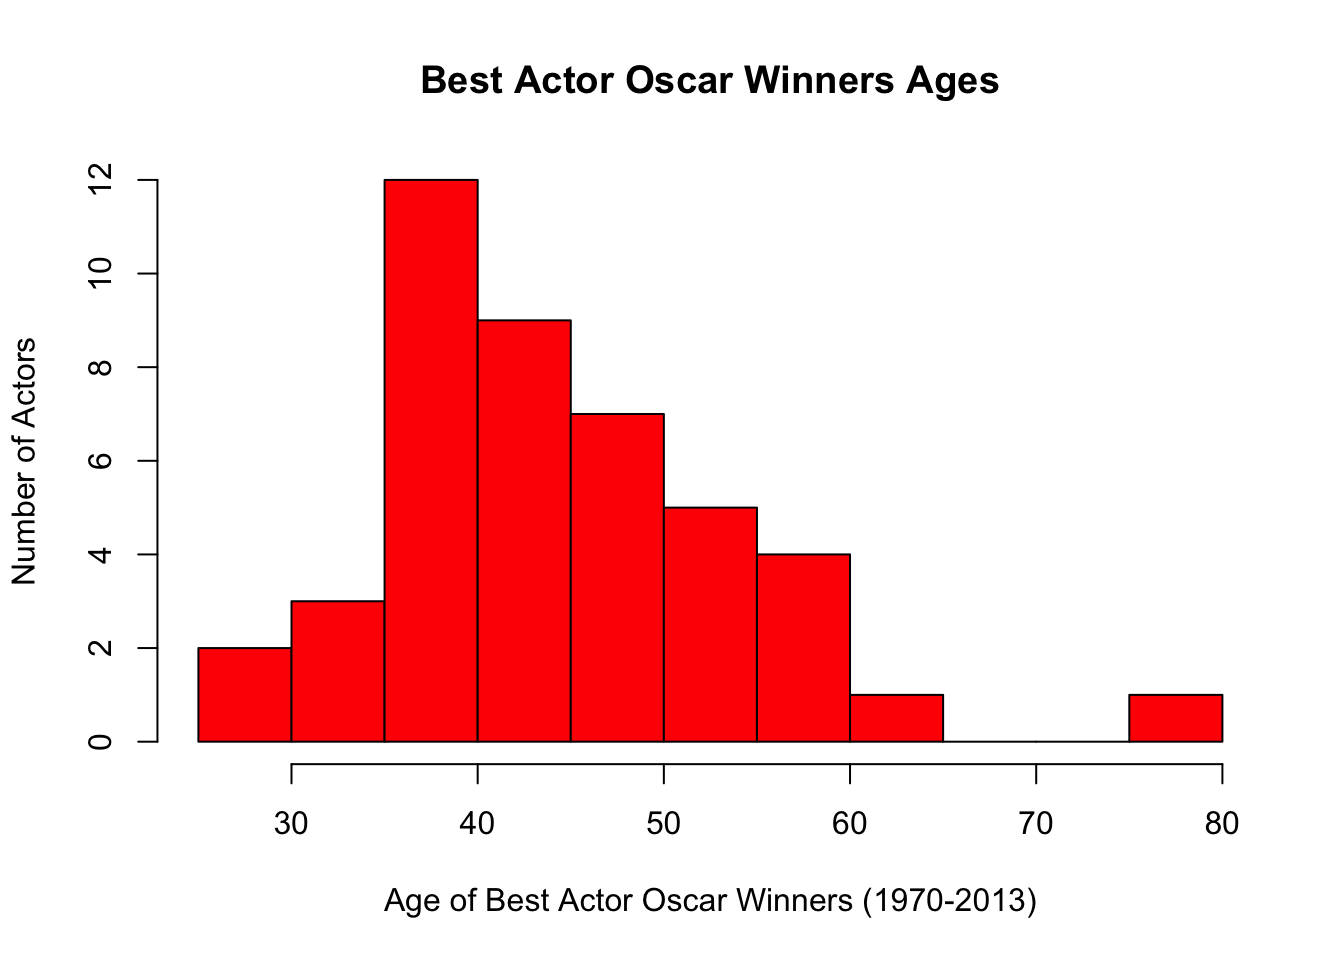 Best Actor Oscar Winners Ages
12
10
8
6
4
2
0
Number of Actors
30 40 50 60 70 80
Age of Best Actor Oscar Winners (1970-2013)